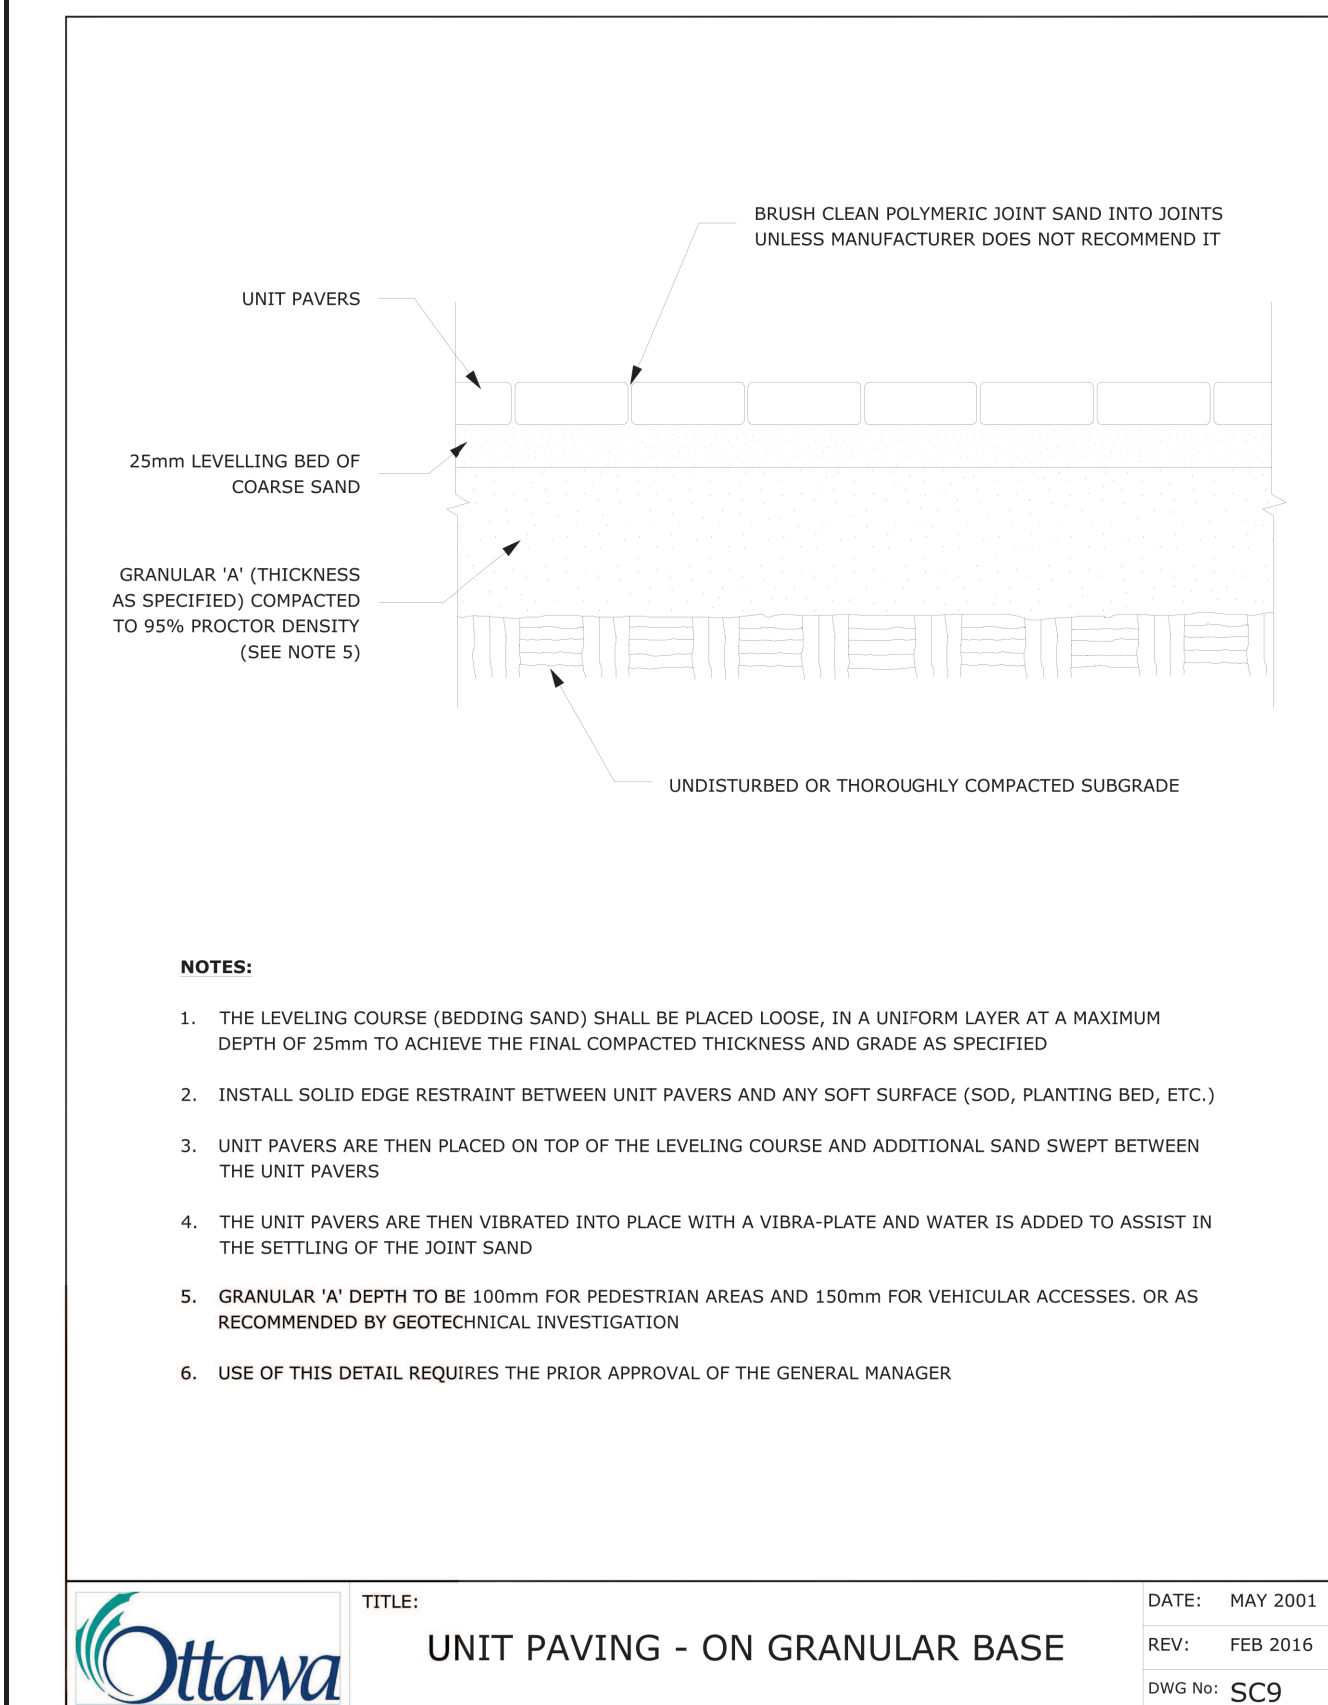 BRUSH CLEAN POLYMERIC JOINT SAND INTO JOINTS
UNLESS MANUFACTURER DOES NOT RECOMMEND IT
UNIT PAVERS
25mm LEVELLING BED OF
COARSE SAND
GRANULAR 'A' (THICKNESS
AS SPECIFIED) COMPACTED
TO 95% PROCTOR DENSITY
(SEE NOTE 5)
UNDISTURBED OR THOROUGHLY COMPACTED SUBGRADE
NOTES:
1. THE LEVELING COURSE (BEDDING SAND) SHALL BE PLACED LOOSE, IN A UNIFORM LAYER AT A MAXIMUM
DEPTH OF 25mm TO ACHIEVE THE FINAL COMPACTED THICKNESS AND GRADE AS SPECIFIED
2. INSTALL SOLID EDGE RESTRAINT BETWEEN UNIT PAVERS AND ANY SOFT SURFACE (SOD, PLANTING BED, ETC.)
3. UNIT PAVERS ARE THEN PLACED ON TOP OF THE LEVELING COURSE AND ADDITIONAL SAND SWEPT BETWEEN
THE UNIT PAVERS
4. THE UNIT PAVERS ARE THEN VIBRATED INTO PLACE WITH A VIBRA-PLATE AND WATER IS ADDED TO ASSIST IN
THE SETTLING OF THE JOINT SAND
5. GRANULAR 'A' DEPTH TO BE 100mm FOR PEDESTRIAN AREAS AND 150mm FOR VEHICULAR ACCESSES. OR AS
RECOMMENDED BY GEOTECHNICAL INVESTIGATION
6. USE OF THIS DETAIL REQUIRES THE PRIOR APPROVAL OF THE GENERAL MANAGER
Ottawa
TITLE:
UNIT PAVING - ON GRANULAR BASE
DATE: MAY 2001
REV: FEB 2016
DWG No: SC9